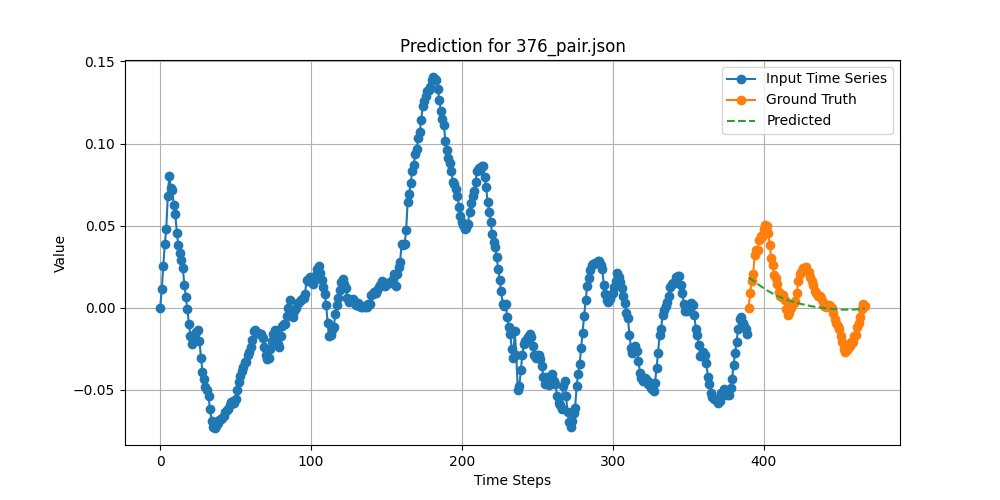 Prediction for 376_pair.json
Input Time Series
Ground Truth
Predicted
Value
0.15
0.10
0.05
0.00
−0.05
0
100
200
300
400
Time Steps